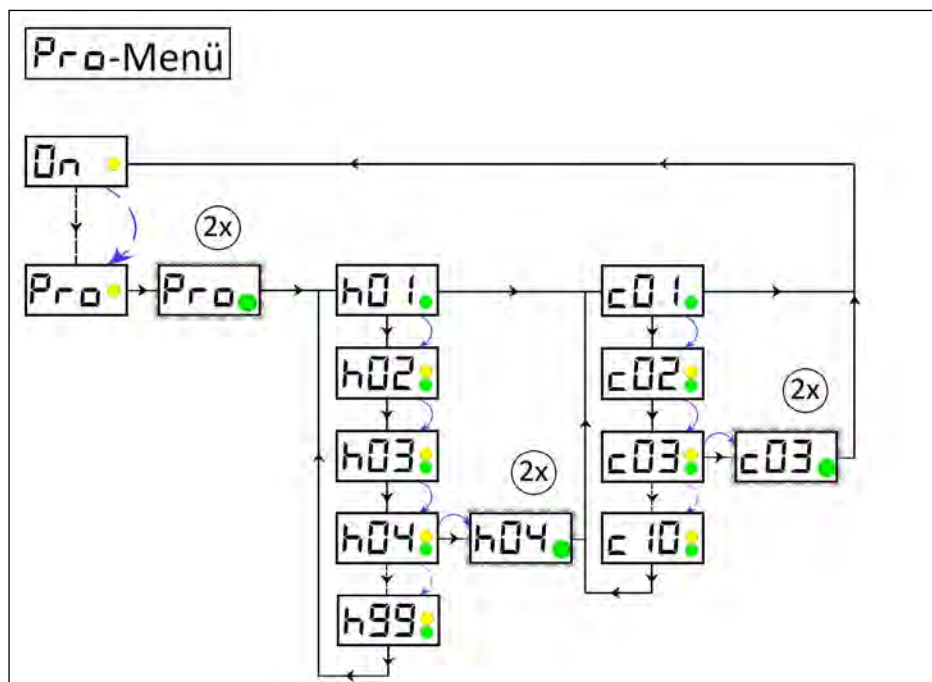 Pro-Menü
On
2x
Pro
Pro
h01
c01
h02
c02
2x
h03
c03
c03
2x
h04
h04
c10
h99